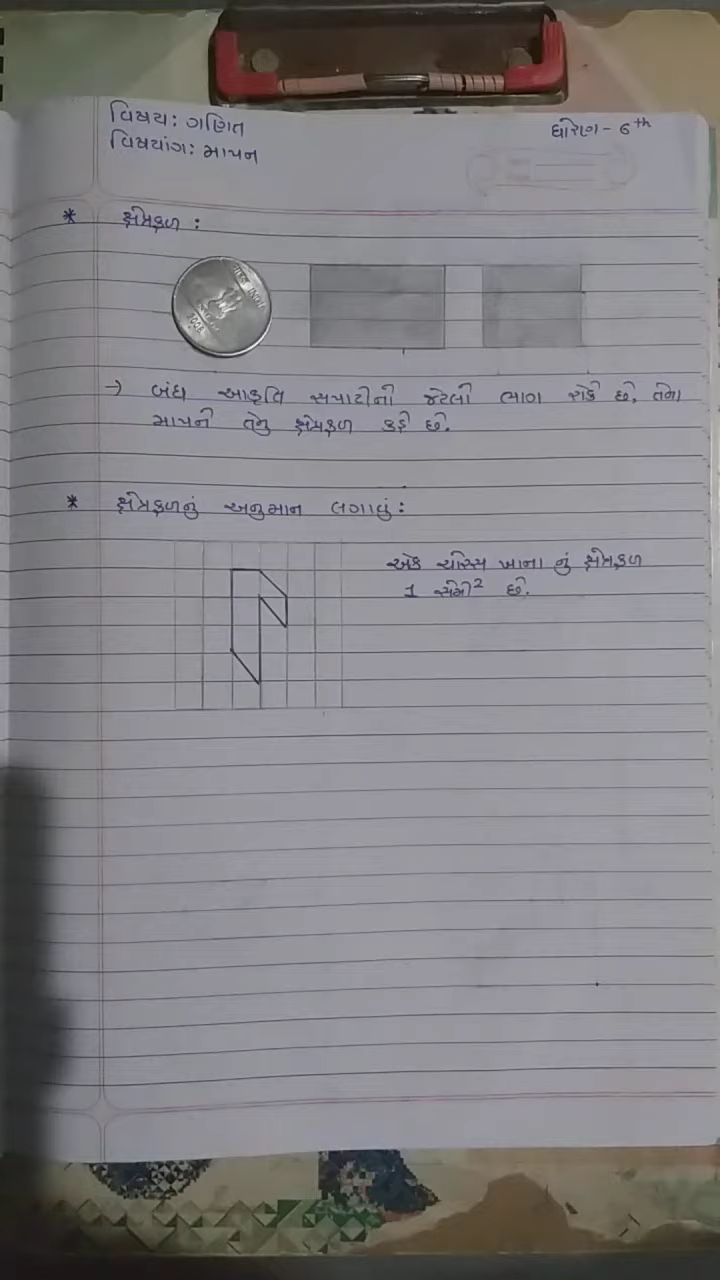 વિષય: ગણિત
ધોરણ - 6th
વિષયાંગ: માપન
* ક્ષેત્રફળ :
INDIA
→ બંધ આકૃતિ સપાટીની જેટલી ભાગ રોકે છે, તેના
માપને તેનુ ક્ષેત્રફળ કહે છે.
* ક્ષેત્રફળનું અનુમાન લગાવું :
એક ચોરસ ખાના નું ક્ષેત્રફળ
1 સેમી² છે.